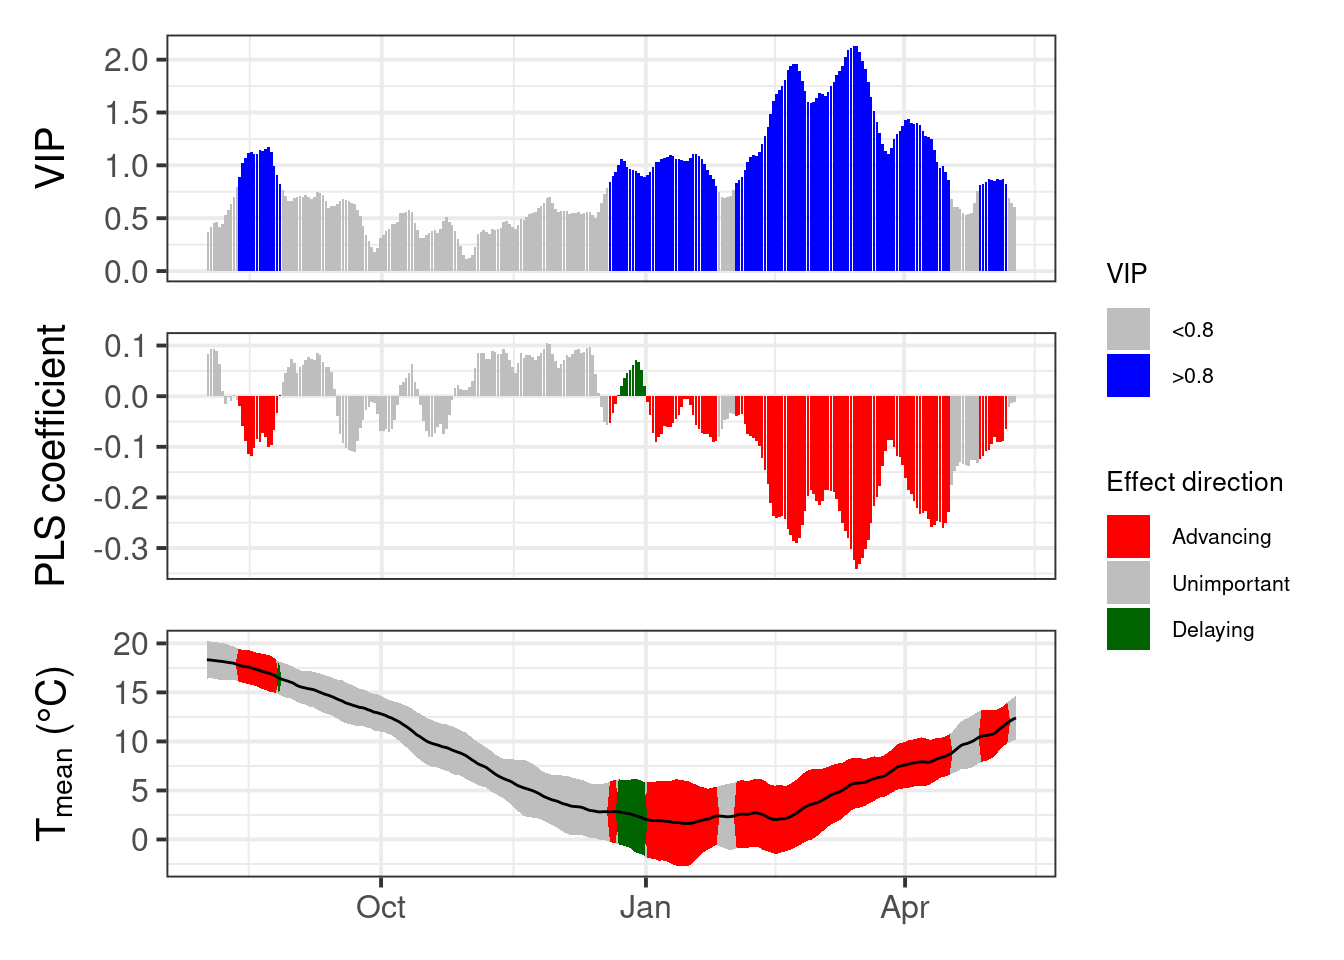 VIP
2.0
1.5
1.0
0.5
0.0
PLS coefficient
0.1
0.0
-0.1
-0.2
-0.3
Tmean (°C)
20
15
10
5
0
Oct Jan Apr
VIP
<0.8
>0.8
Effect direction
Advancing
Unimportant
Delaying